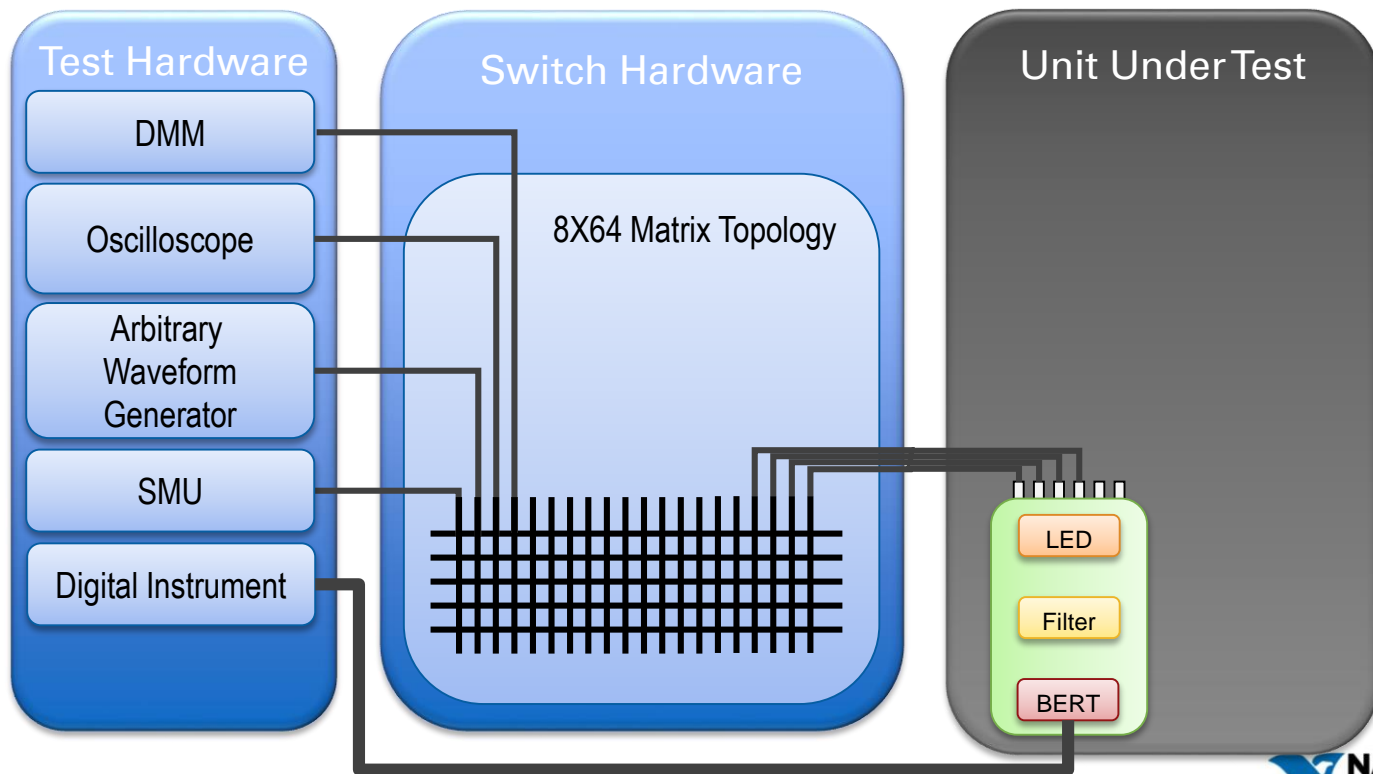 Test Hardware
DMM
Oscilloscope
Arbitrary
Waveform
Generator
SMU
Digital Instrument
Switch Hardware
8X64 Matrix Topology
Unit Under Test
LED
Filter
BERT